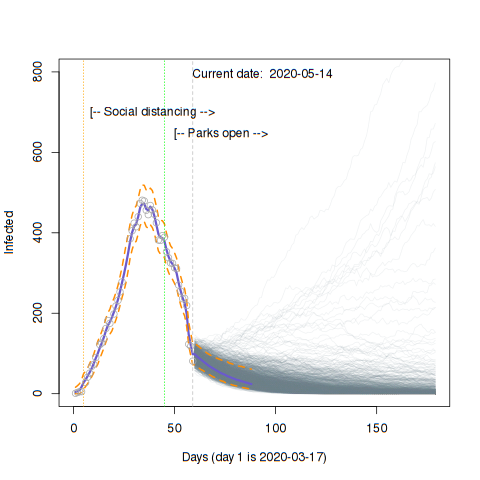 Current date:  2020-05-14
[-- Social distancing -->
[-- Parks open -->
800
600
400
200
0
Infected
0 50 100 150
Days (day 1 is 2020-03-17)